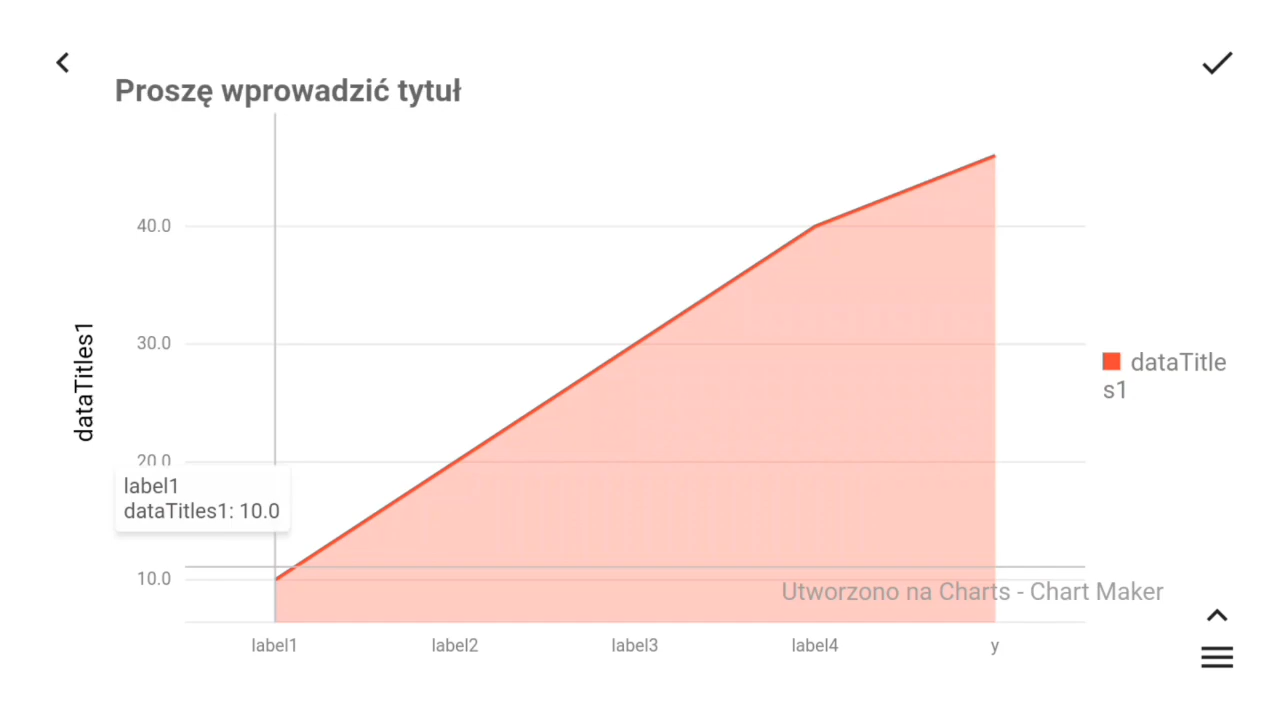 Proszę wprowadzić tytuł
dataTitles1
40.0
30.0
20.0
10.0
label1
dataTitles1: 10.0
dataTitle
s1
Utworzono na Charts - Chart Maker
label1
label2
label3
label4
y